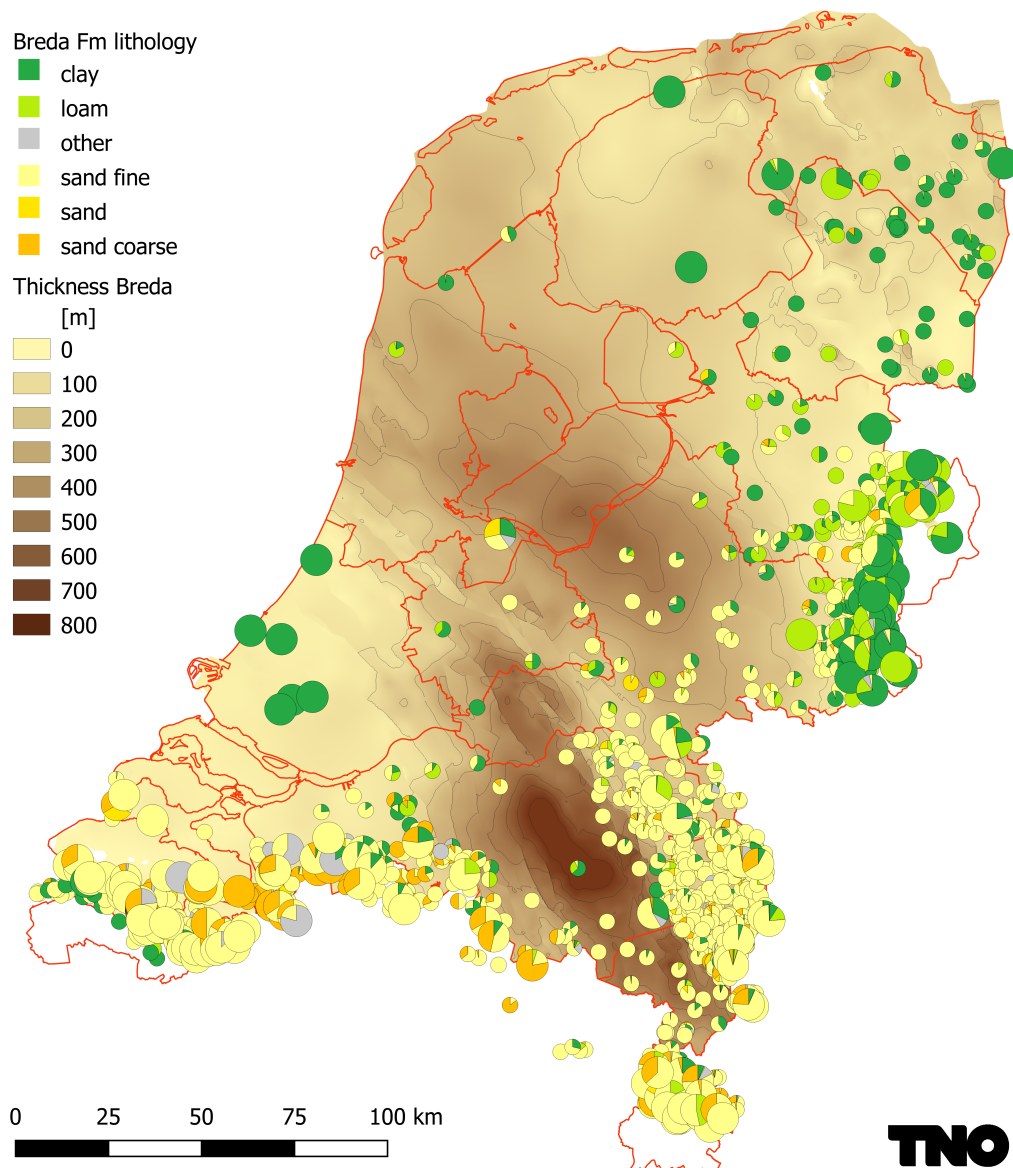 Breda Fm lithology
clay
loam
other
sand fine
sand
sand coarse
Thickness Breda
[m]
0
100
200
300
400
500
600
700
800
0 25 50 75 100 km
TNO